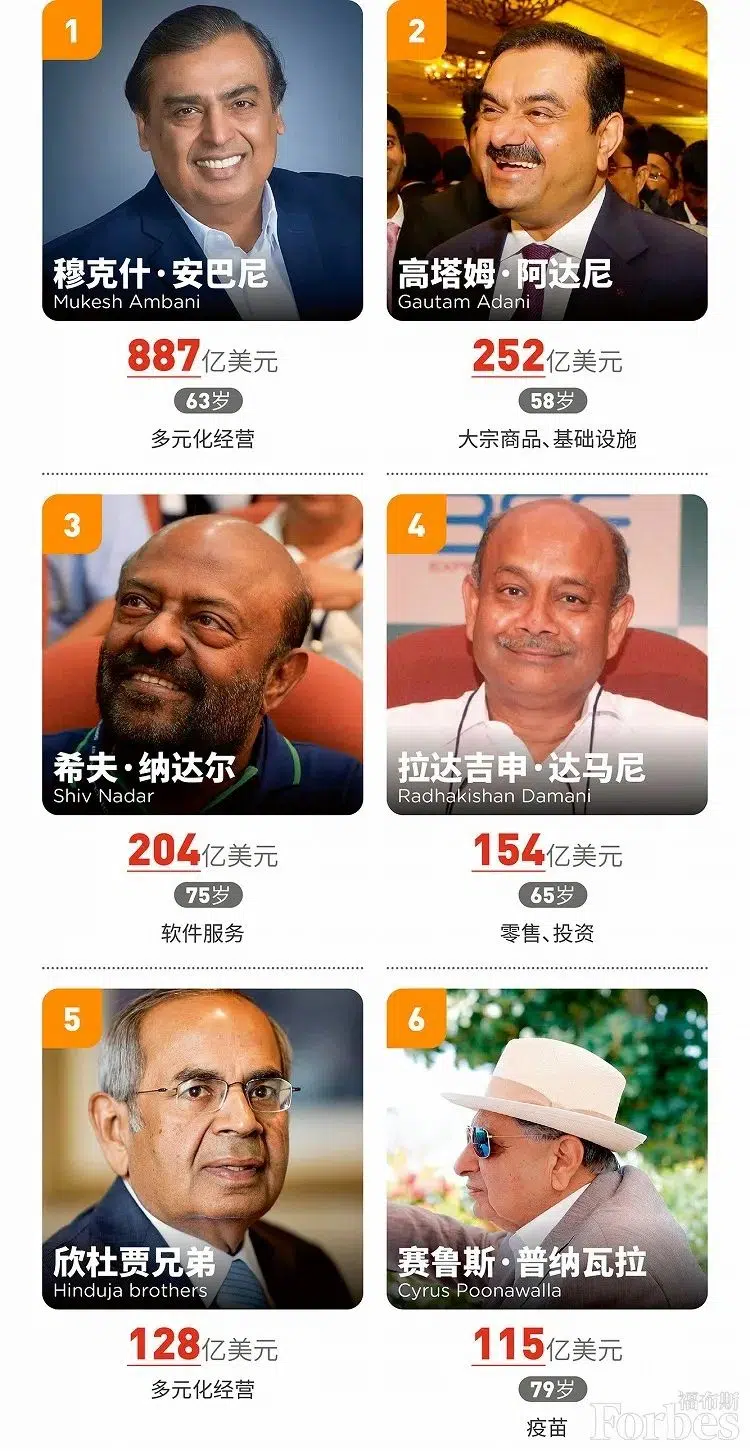 1
穆克什·安巴尼
Mukesh Ambani
887亿美元
63岁
多元化经营
2
高塔姆·阿达尼
Gautam Adani
252亿美元
58岁
大宗商品、基础设施
3
希夫·纳达尔
Shiv Nadar
204亿美元
75岁
软件服务
4
EXP
拉达吉申·达马尼
Radhakishan Damani
154亿美元
65岁
零售、投资
5
欣杜贾兄弟
Hinduja brothers
128亿美元
多元化经营
6
赛鲁斯·普纳瓦拉
Cyrus Poonawalla
115亿美元
79岁
疫苗
福布斯
Forbes